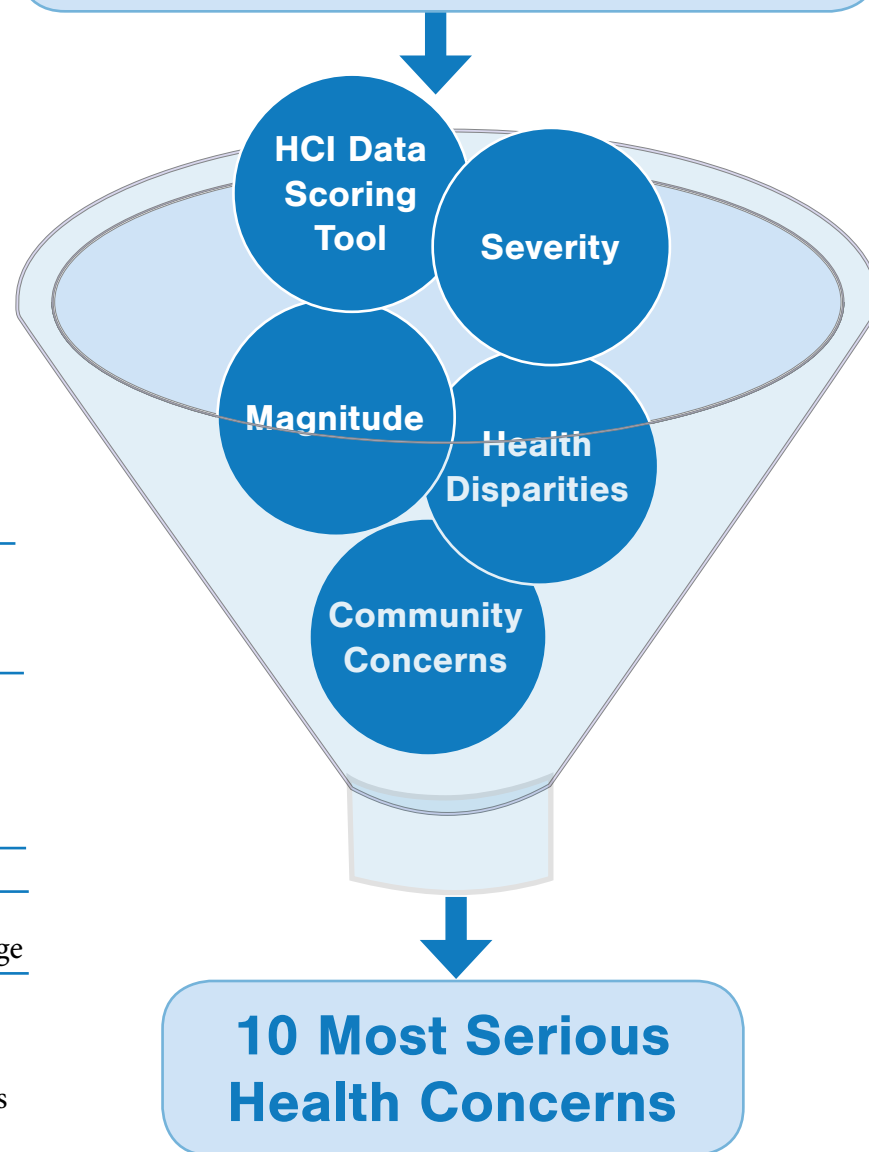 HCI Data
Scoring
Tool
Severity
Magnitude
Health
Disparities
Community
Concerns
10 Most Serious
Health Concerns